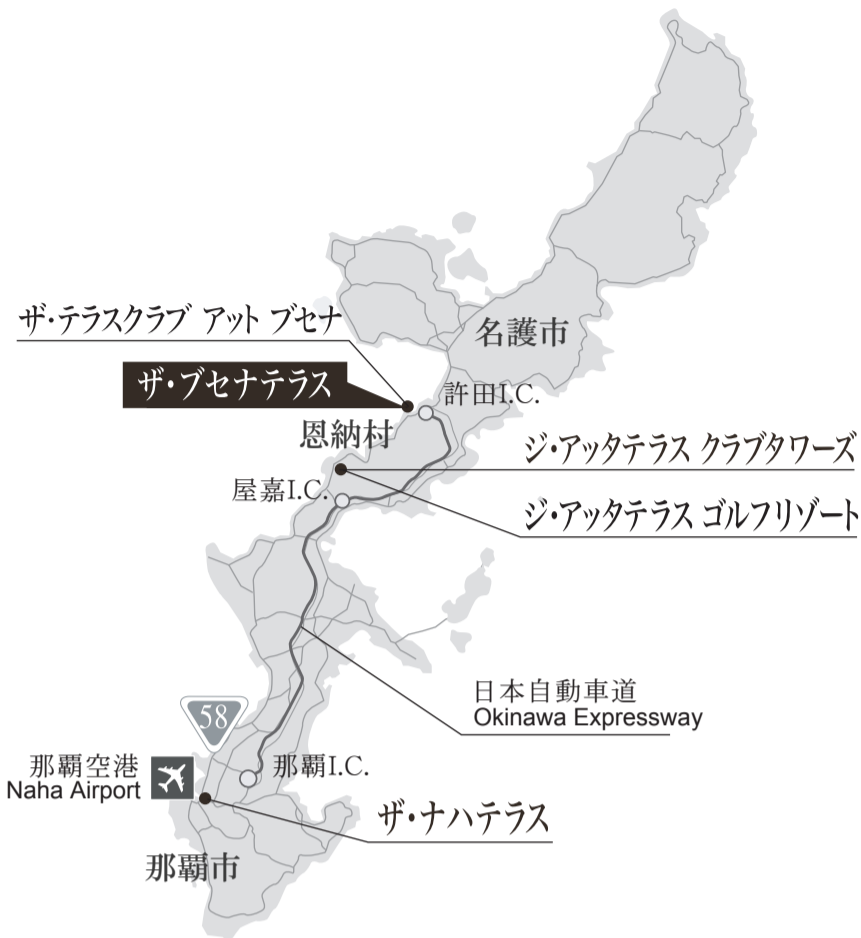 ザ・テラスクラブ アット ブセナ
名護市
ザ・ブセナテラス
許田I.C.
恩納村
ジ・アッタテラス クラブタワーズ
屋嘉I.C.
ジ・アッタテラス ゴルフリゾート
日本自動車道
Okinawa Expressway
58
那覇空港
Naha Airport
那覇I.C.
ザ・ナハテラス
那覇市